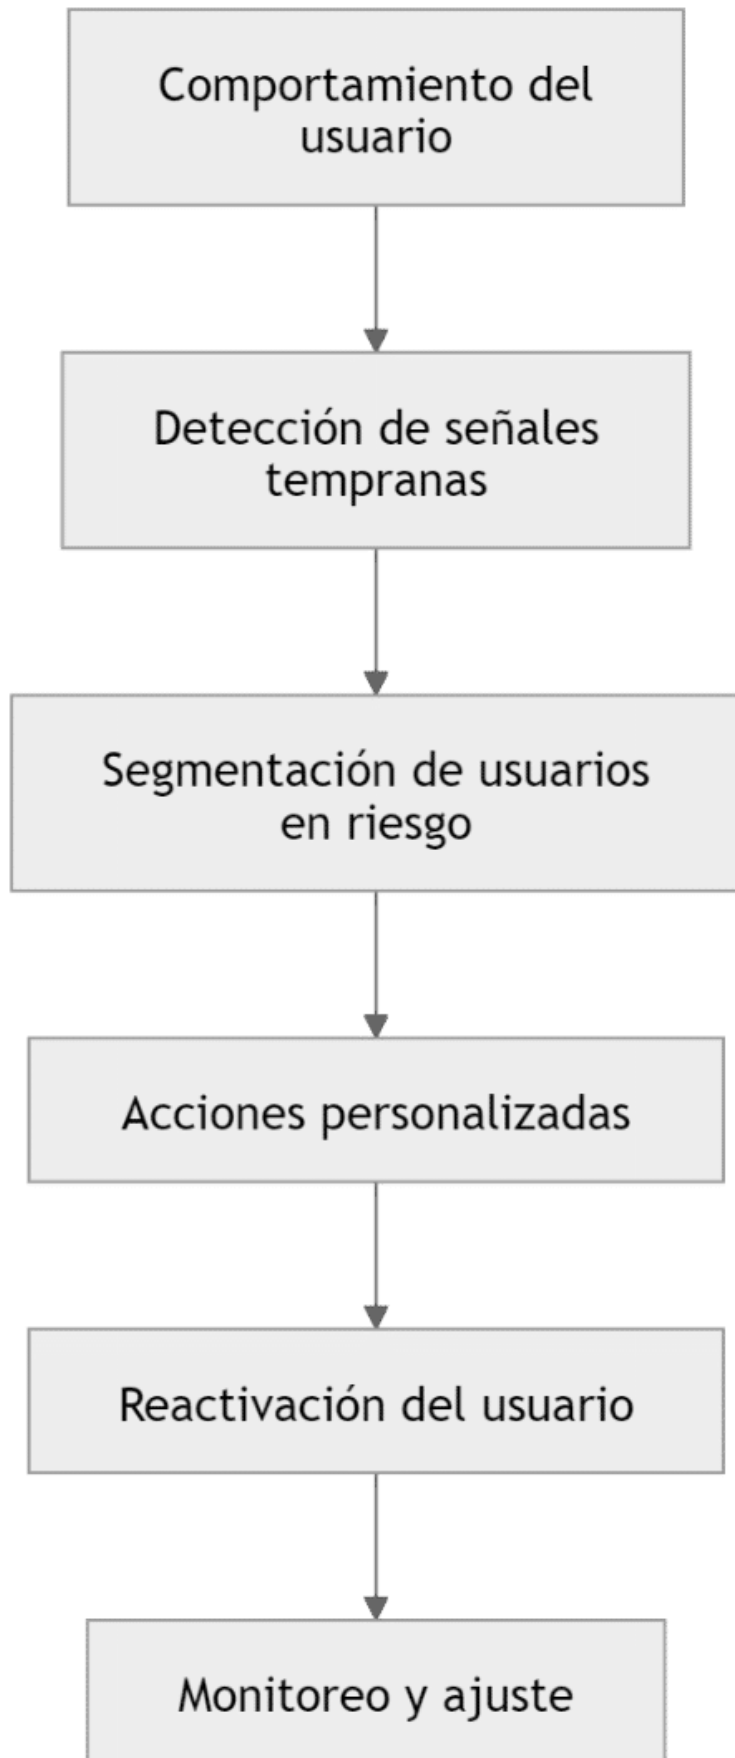 Comportamiento del
usuario
Detección de señales
tempranas
Segmentación de usuarios
en riesgo
Acciones personalizadas
Reactivación del usuario
Monitoreo y ajuste